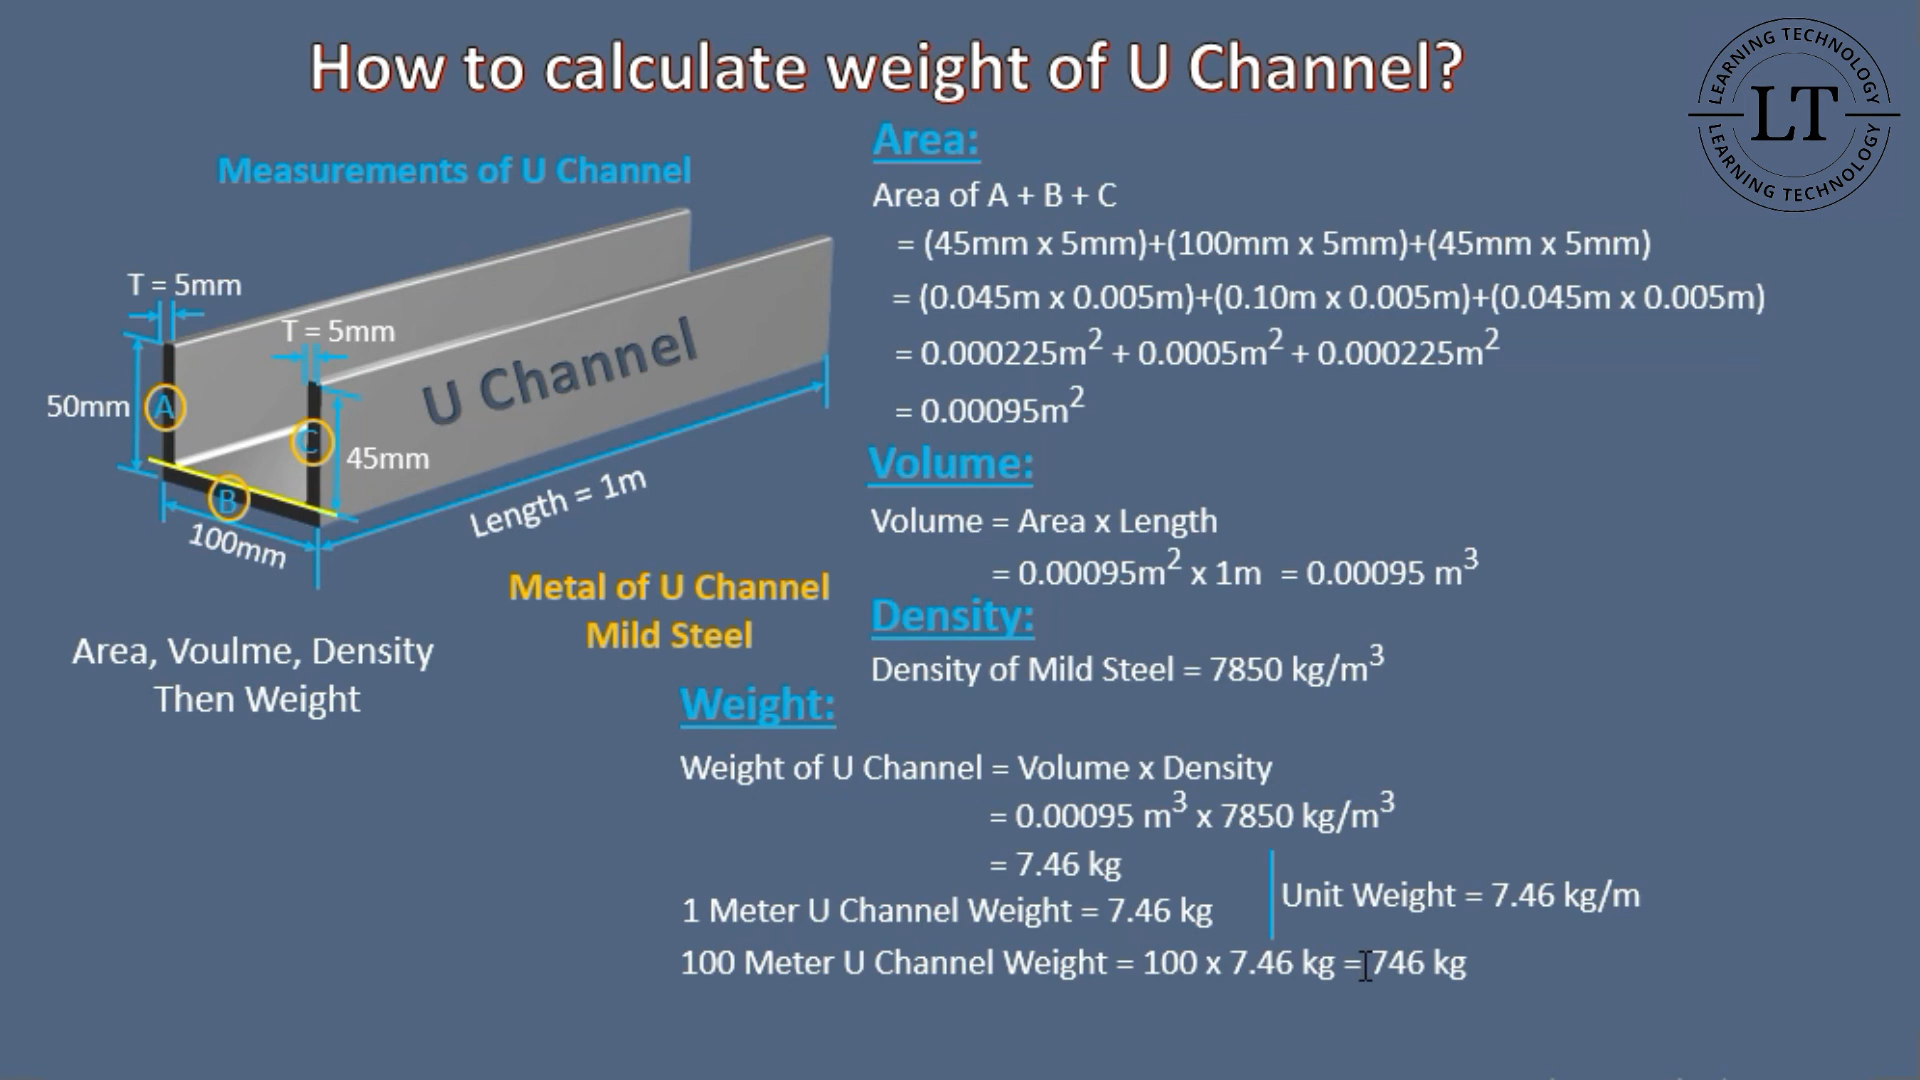 How to calculate weight of U Channel?
LEARNING TECHNOLOGY
LT
LEARNING TECHNOLOGY
Measurements of U Channel
T = 5mm
T = 5mm
50mm
A
C
45mm
B
100mm
U Channel
Length = 1m
Metal of U Channel
Mild Steel
Area, Voulme, Density
Then Weight
Area:
Area of A + B + C
= (45mm x 5mm)+(100mm x 5mm)+(45mm x 5mm)
= (0.045m x 0.005m)+(0.10m x 0.005m)+(0.045m x 0.005m)
= 0.000225m² + 0.0005m² + 0.000225m²
= 0.00095m²
Volume:
Volume = Area x Length
= 0.00095m² x 1m = 0.00095 m³
Density:
Density of Mild Steel = 7850 kg/m³
Weight:
Weight of U Channel = Volume x Density
= 0.00095 m³ x 7850 kg/m³
= 7.46 kg
1 Meter U Channel Weight = 7.46 kg
Unit Weight = 7.46 kg/m
100 Meter U Channel Weight = 100 x 7.46 kg = 746 kg